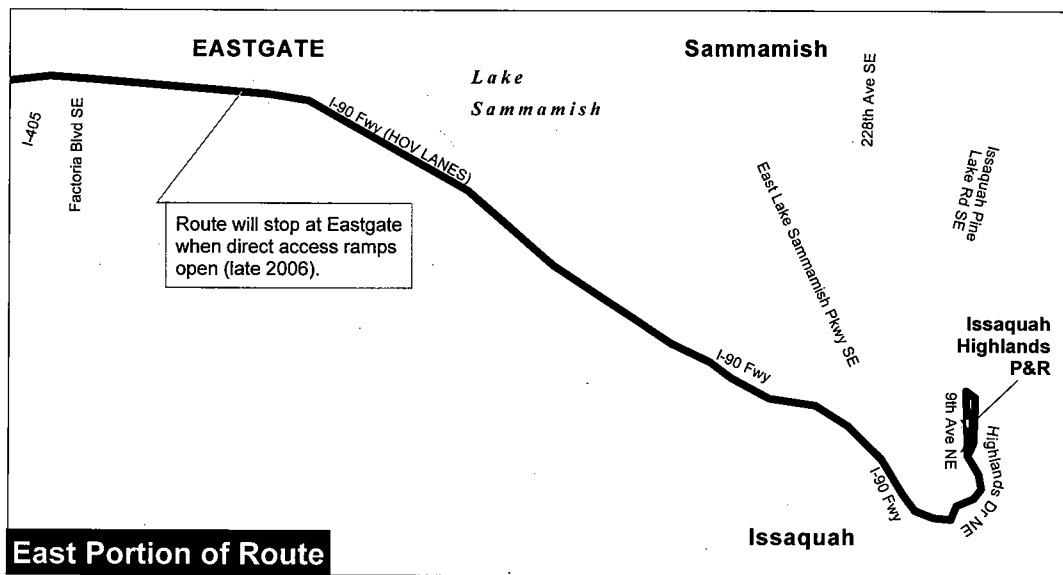 EASTGATE
Sammamish
Lake
Sammamish
228th Ave SE
I-405
Factoria Blvd SE
I-90 Fwy (HOV LANES)
Issaquah Pine
Lake Rd SE
East Lake Sammamish Pkwy SE
Route will stop at Eastgate
when direct access ramps
open (late 2006).
Issaquah
Highlands
P&R
I-90 Fwy
9th Ave NE
Highlands Dr NE
I-90 Fwy
Issaquah
East Portion of Route